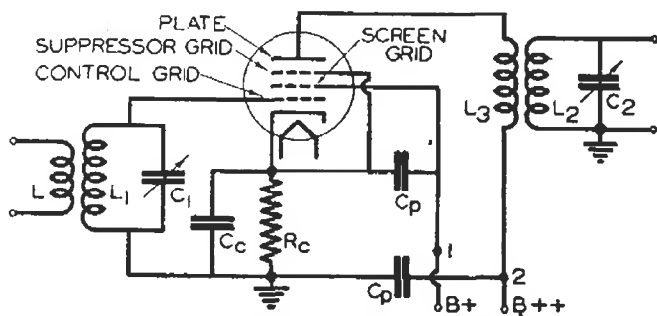 PLATE
SUPPRESSOR GRID
CONTROL GRID
SCREEN
GRID
L
L1
C1
Cc
Rc
Cp
Cp
1
2
B+
B++
L3
L2
C2